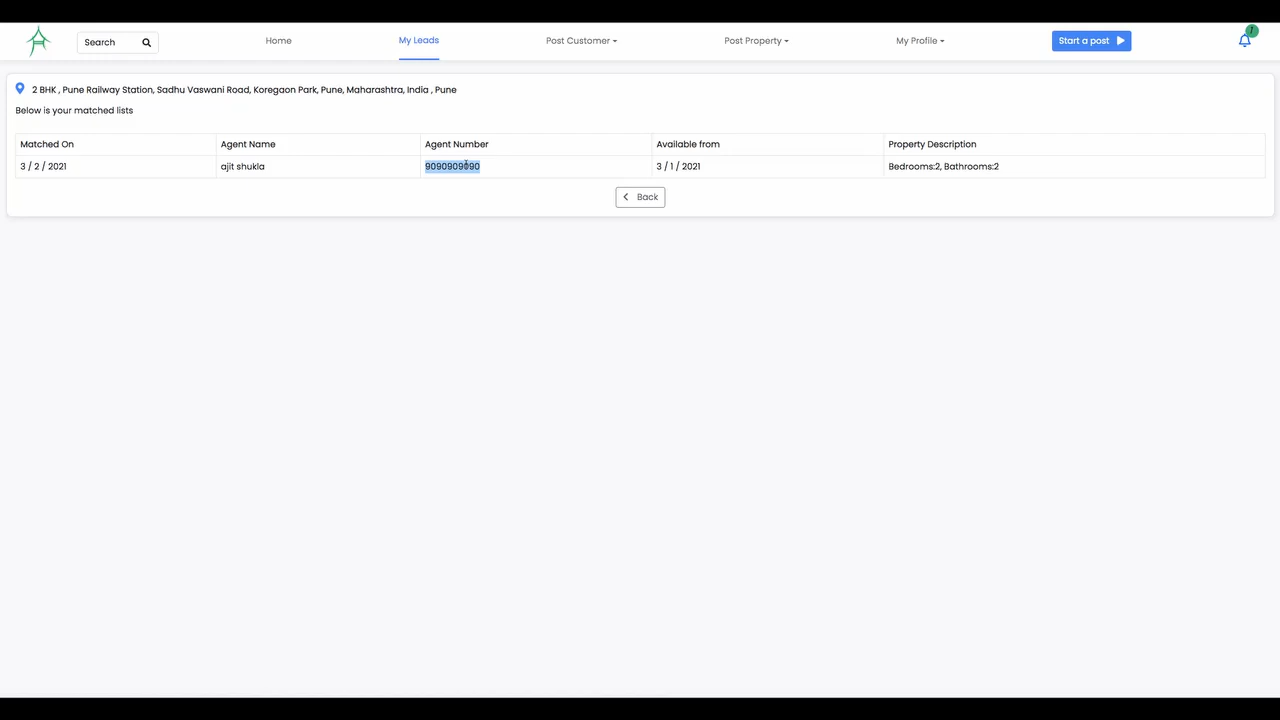 Search Home My Leads Post Customer Post Property My Profile Start a post
2 BHK , Pune Railway Station, Sadhu Vaswani Road, Koregaon Park, Pune, Maharashtra, India , Pune
Below is your matched lists
Matched On Agent Name Agent Number Available from Property Description
3 / 2 / 2021 ajit shukla 9090909090 3 / 1 / 2021 Bedrooms:2, Bathrooms:2
Back